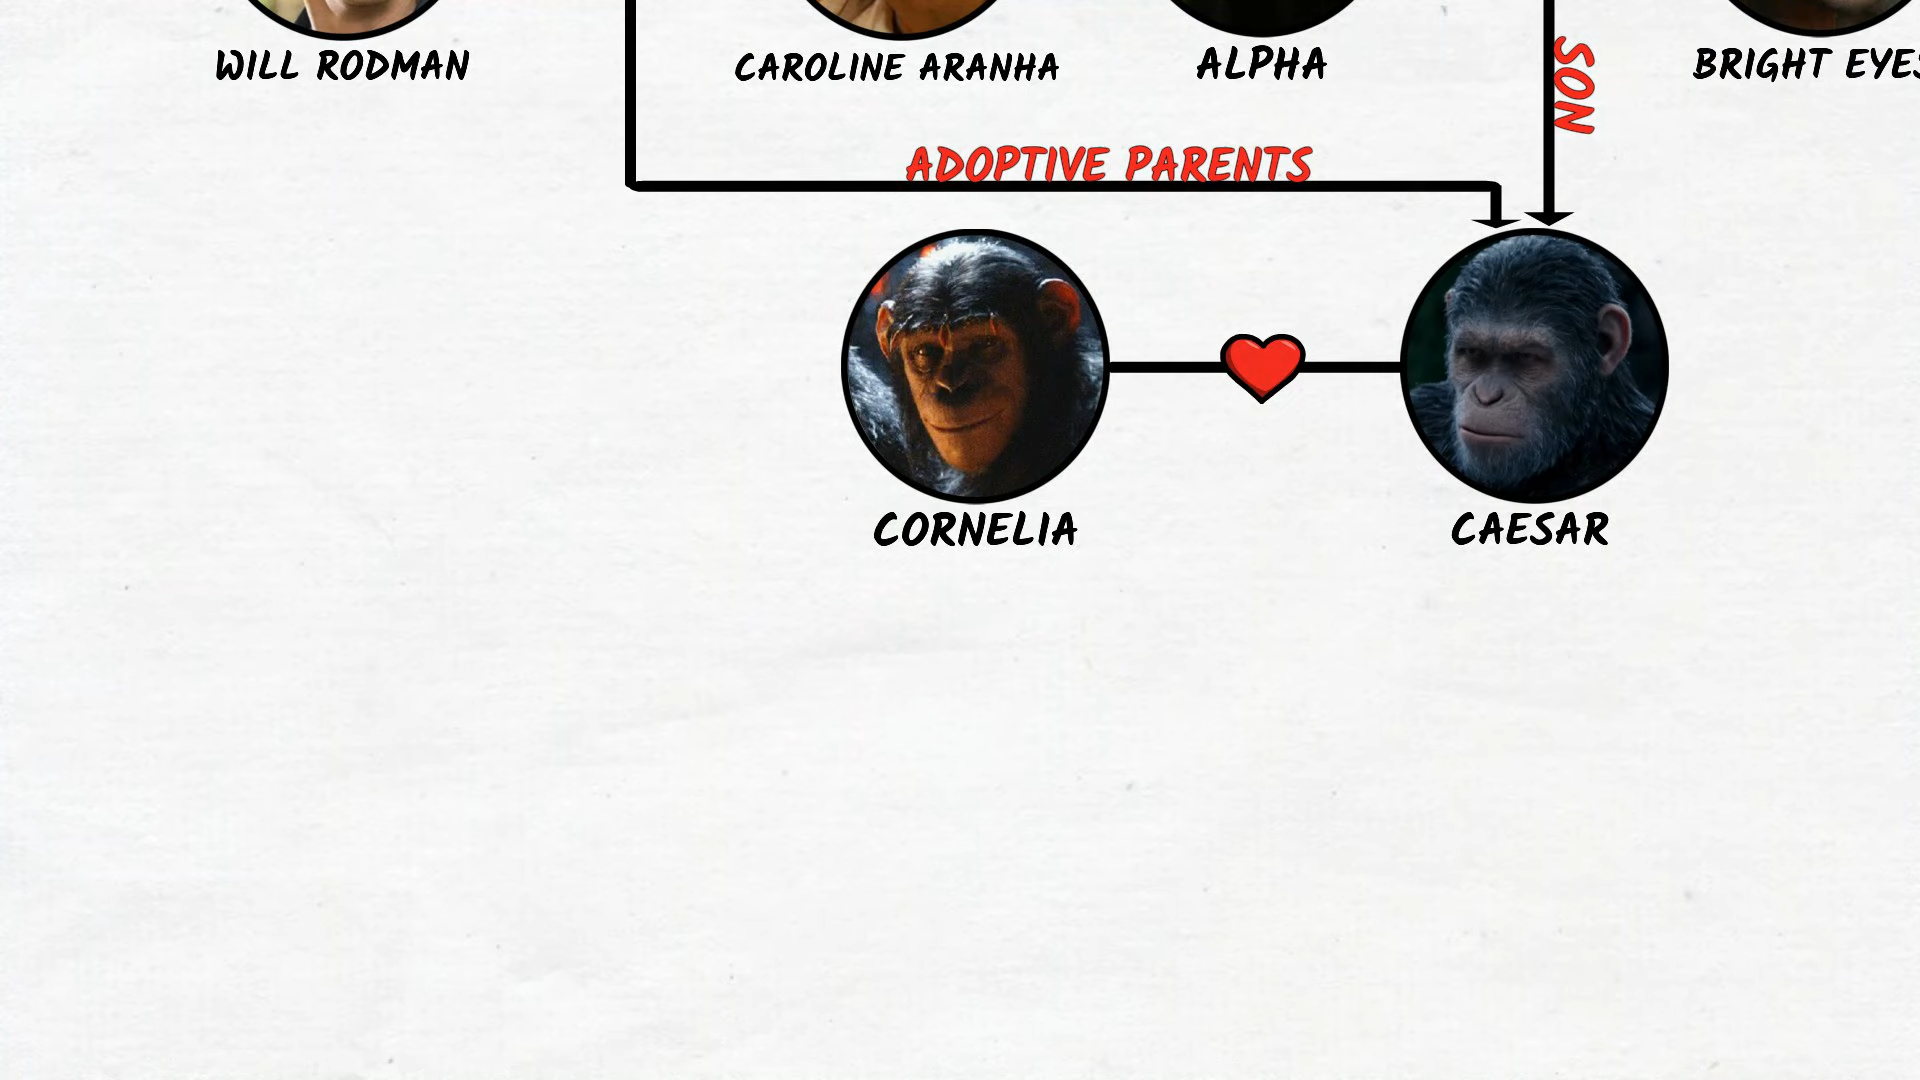 WILL RODMAN
CAROLINE ARANHA
ALPHA
BRIGHT EYES
SON
ADOPTIVE PARENTS
CORNELIA
CAESAR